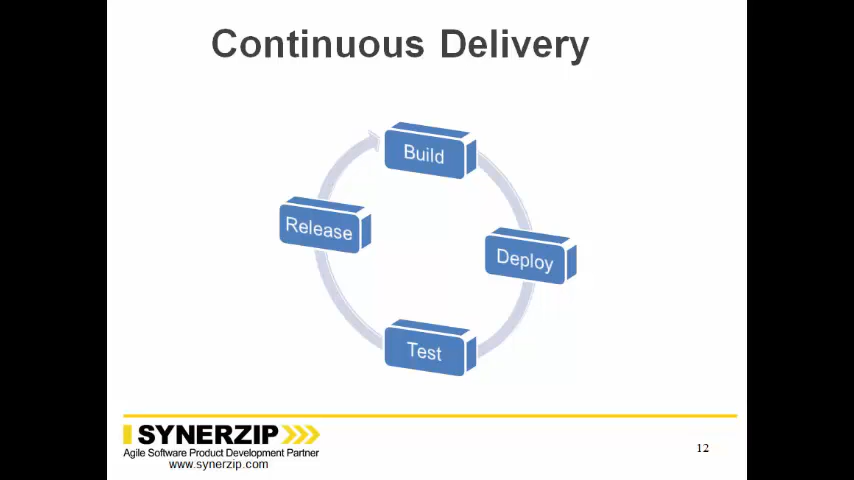 Continuous Delivery
Build
Release
Deploy
Test
SYNERZIP
Agile Software Product Development Partner
www.synerzip.com
12